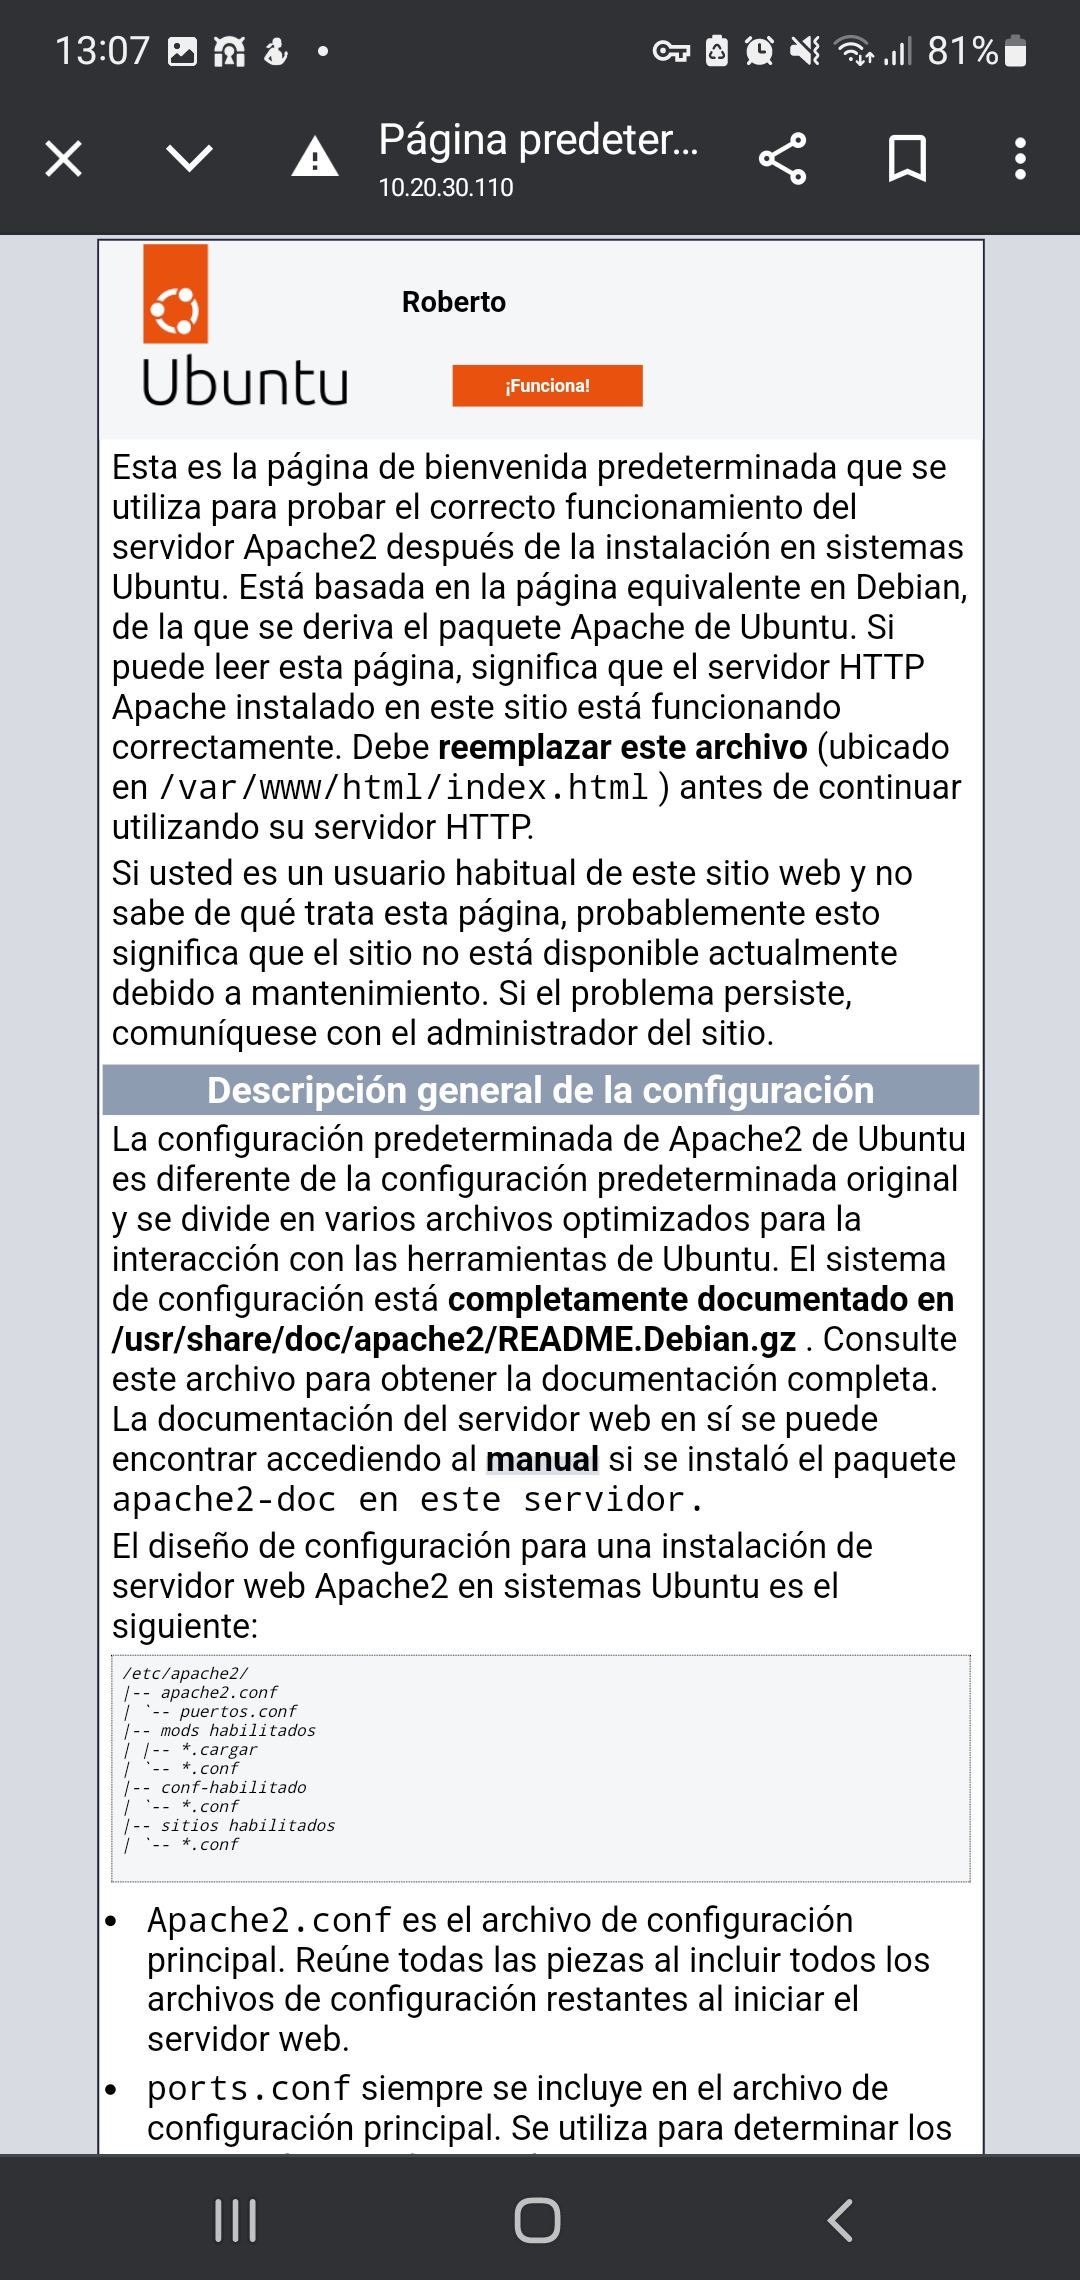 13:07
81%
Página predeter...
10.20.30.110
Roberto
Ubuntu
¡Funciona!
Esta es la página de bienvenida predeterminada que se
utiliza para probar el correcto funcionamiento del
servidor Apache2 después de la instalación en sistemas
Ubuntu. Está basada en la página equivalente en Debian,
de la que se deriva el paquete Apache de Ubuntu. Si
puede leer esta página, significa que el servidor HTTP
Apache instalado en este sitio está funcionando
correctamente. Debe reemplazar este archivo (ubicado
en /var/www/html/index.html) antes de continuar
utilizando su servidor HTTP.
Si usted es un usuario habitual de este sitio web y no
sabe de qué trata esta página, probablemente esto
significa que el sitio no está disponible actualmente
debido a mantenimiento. Si el problema persiste,
comuníquese con el administrador del sitio.
Descripción general de la configuración
La configuración predeterminada de Apache2 de Ubuntu
es diferente de la configuración predeterminada original
y se divide en varios archivos optimizados para la
interacción con las herramientas de Ubuntu. El sistema
de configuración está completamente documentado en
/usr/share/doc/apache2/README.Debian.gz . Consulte
este archivo para obtener la documentación completa.
La documentación del servidor web en sí se puede
encontrar accediendo al manual si se instaló el paquete
apache2-doc en este servidor.
El diseño de configuración para una instalación de
servidor web Apache2 en sistemas Ubuntu es el
siguiente:
/etc/apache2/
|-- apache2.conf
| `-- puertos.conf
|-- mods habilitados
| |-- *.cargar
| `-- *.conf
|-- conf-habilitado
| `-- *.conf
|-- sitios habilitados
| `-- *.conf
• Apache2.conf es el archivo de configuración
principal. Reúne todas las piezas al incluir todos los
archivos de configuración restantes al iniciar el
servidor web.
• ports.conf siempre se incluye en el archivo de
configuración principal. Se utiliza para determinar los